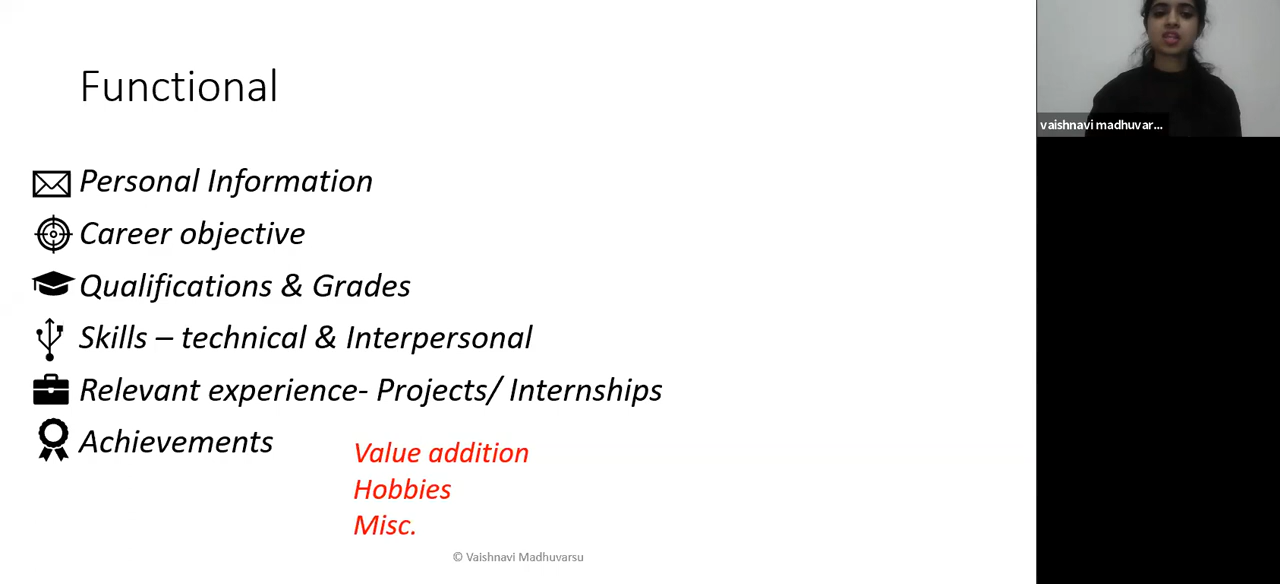 Functional
vaishnavi madhuvar...
Personal Information
Career objective
Qualifications & Grades
Skills – technical & Interpersonal
Relevant experience- Projects/ Internships
Achievements
Value addition
Hobbies
Misc.
© Vaishnavi Madhuvarsu